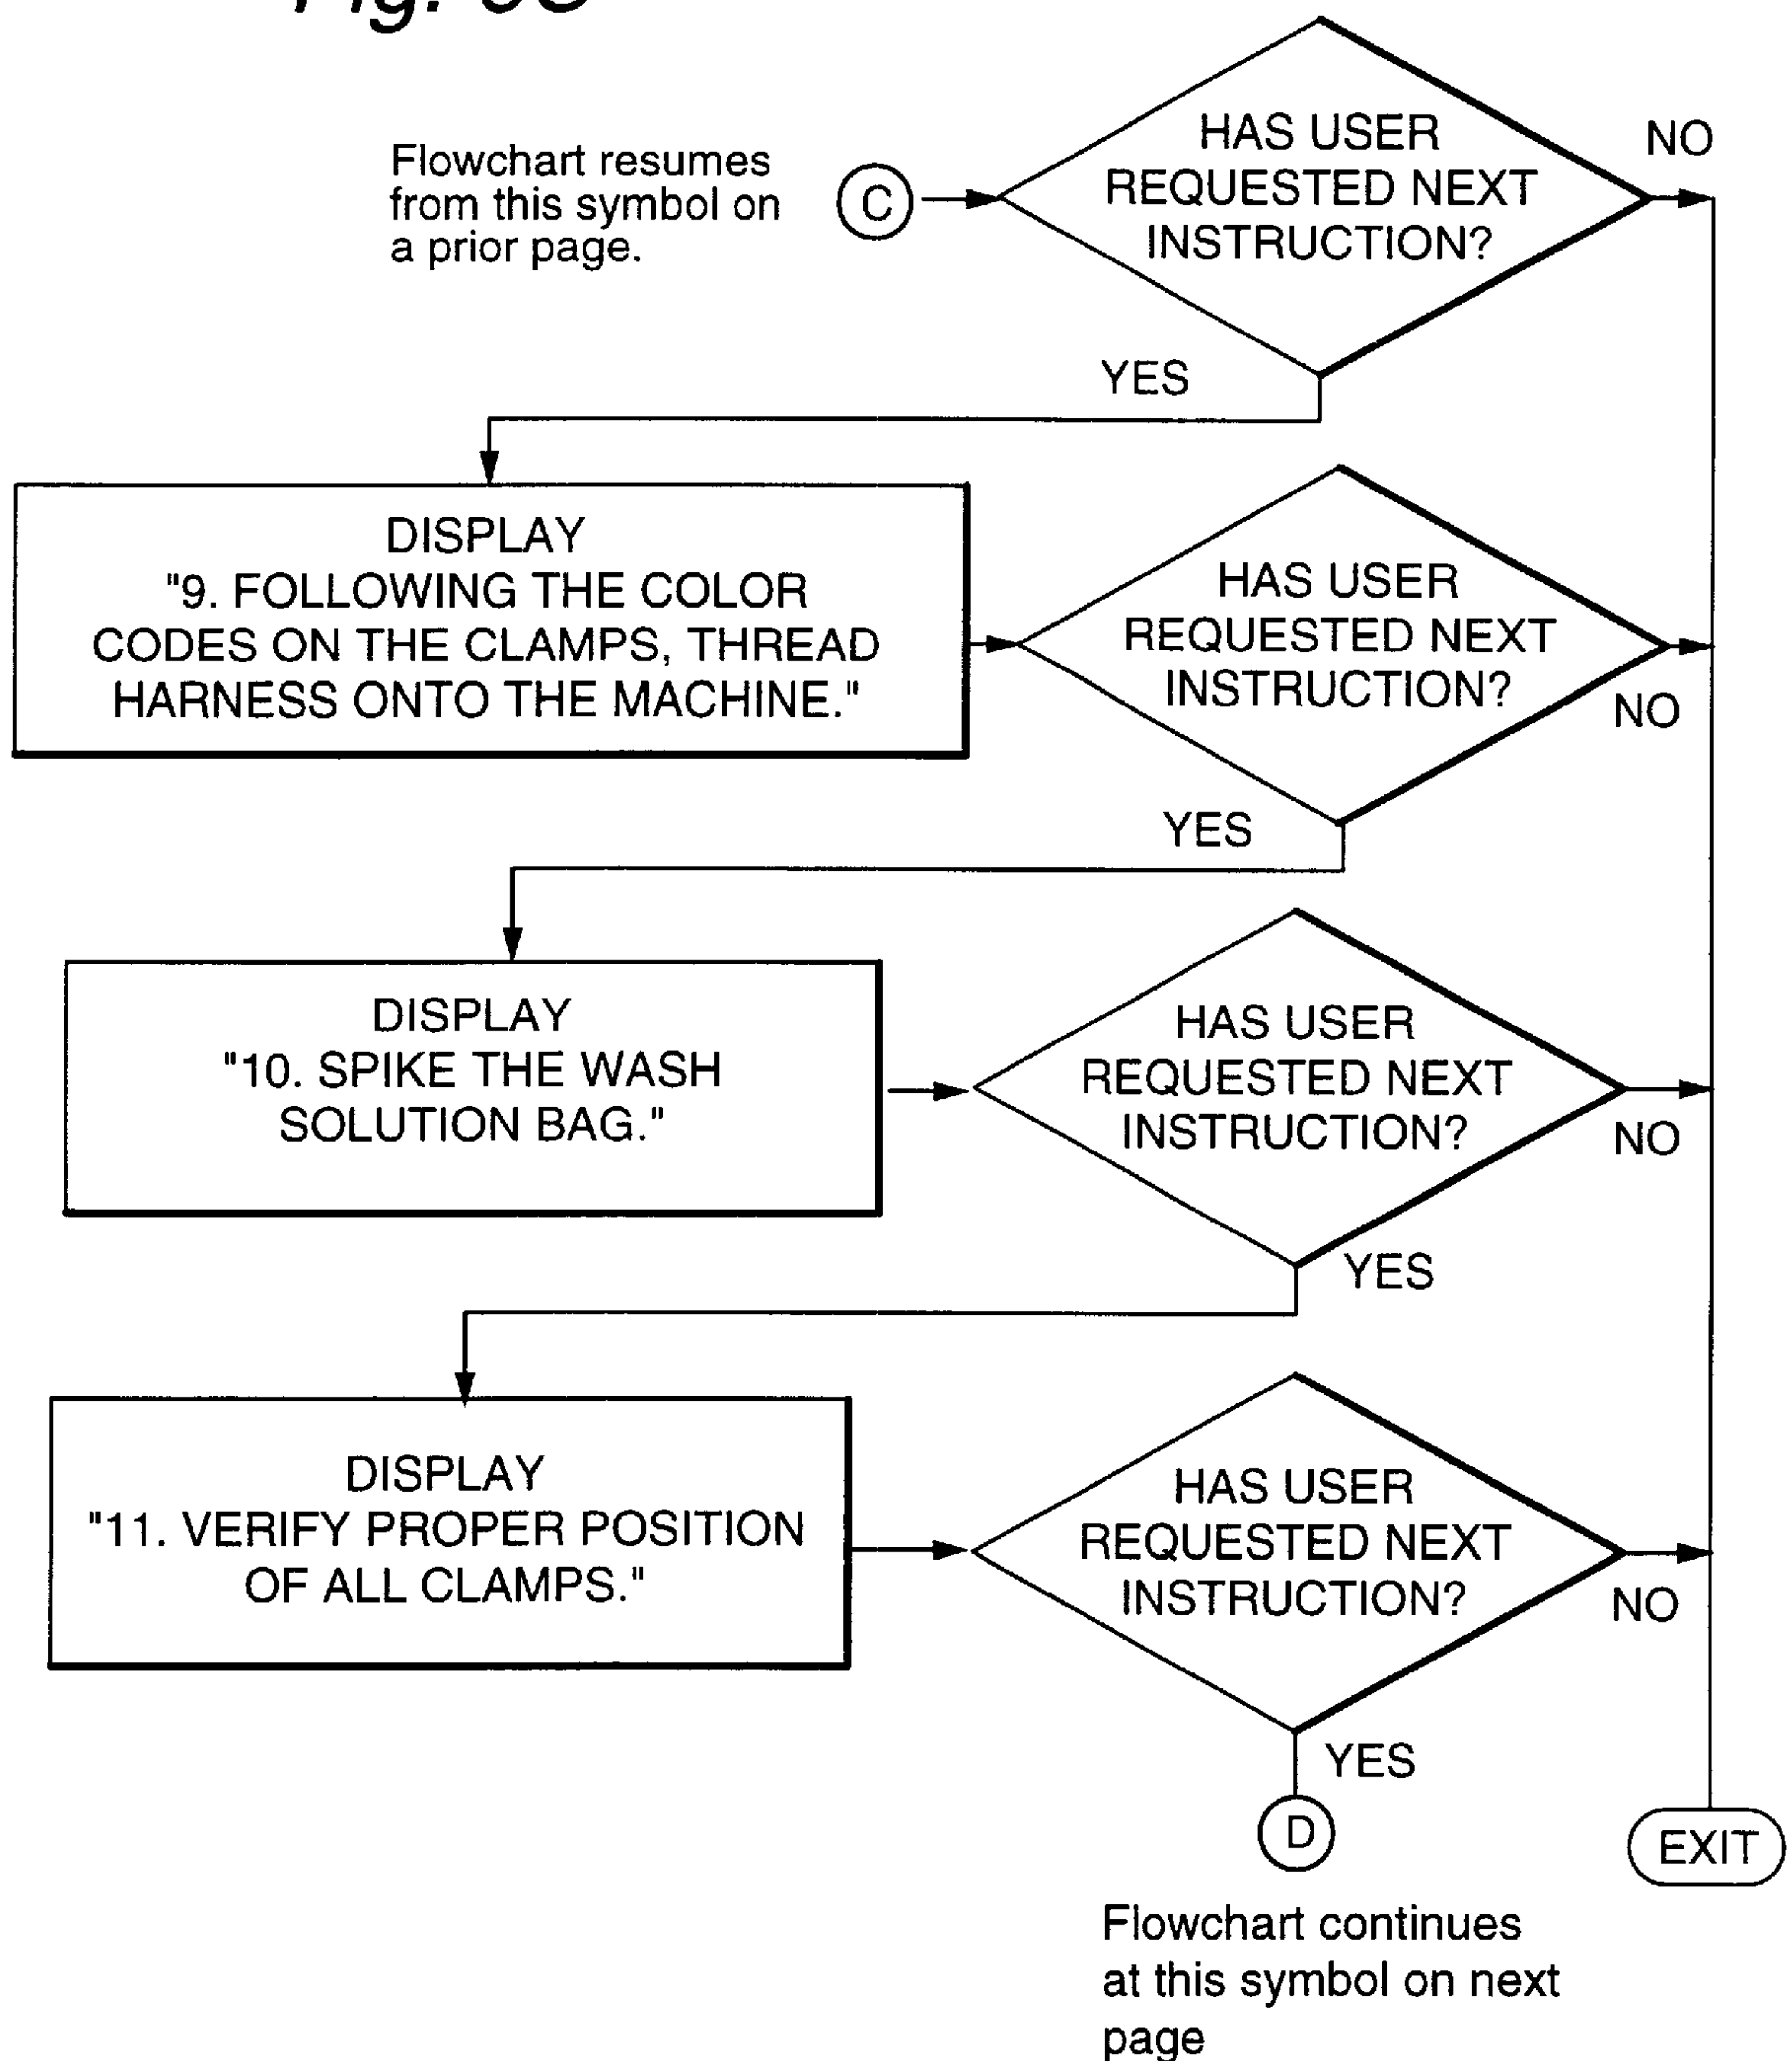 Flowchart resumes
from this symbol on
a prior page.
C
HAS USER
REQUESTED NEXT
INSTRUCTION?
NO
YES
DISPLAY
"9. FOLLOWING THE COLOR
CODES ON THE CLAMPS, THREAD
HARNESS ONTO THE MACHINE."
HAS USER
REQUESTED NEXT
INSTRUCTION?
NO
YES
DISPLAY
"10. SPIKE THE WASH
SOLUTION BAG."
HAS USER
REQUESTED NEXT
INSTRUCTION?
NO
YES
DISPLAY
"11. VERIFY PROPER POSITION
OF ALL CLAMPS."
HAS USER
REQUESTED NEXT
INSTRUCTION?
NO
YES
D
EXIT
Flowchart continues
at this symbol on next
page